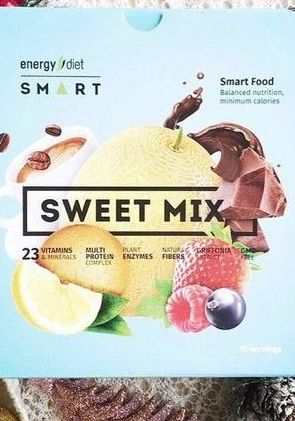 energy diet
SMART
Smart Food
Balanced nutrition,
minimum calories
SWEET MIX
23 VITAMINS & MINERALS
MULTI PROTEIN COMPLEX
PLANT ENZYMES
NATURAL FIBERS
GRIFFONIA EXTRACT
GMO FREE
15 servings